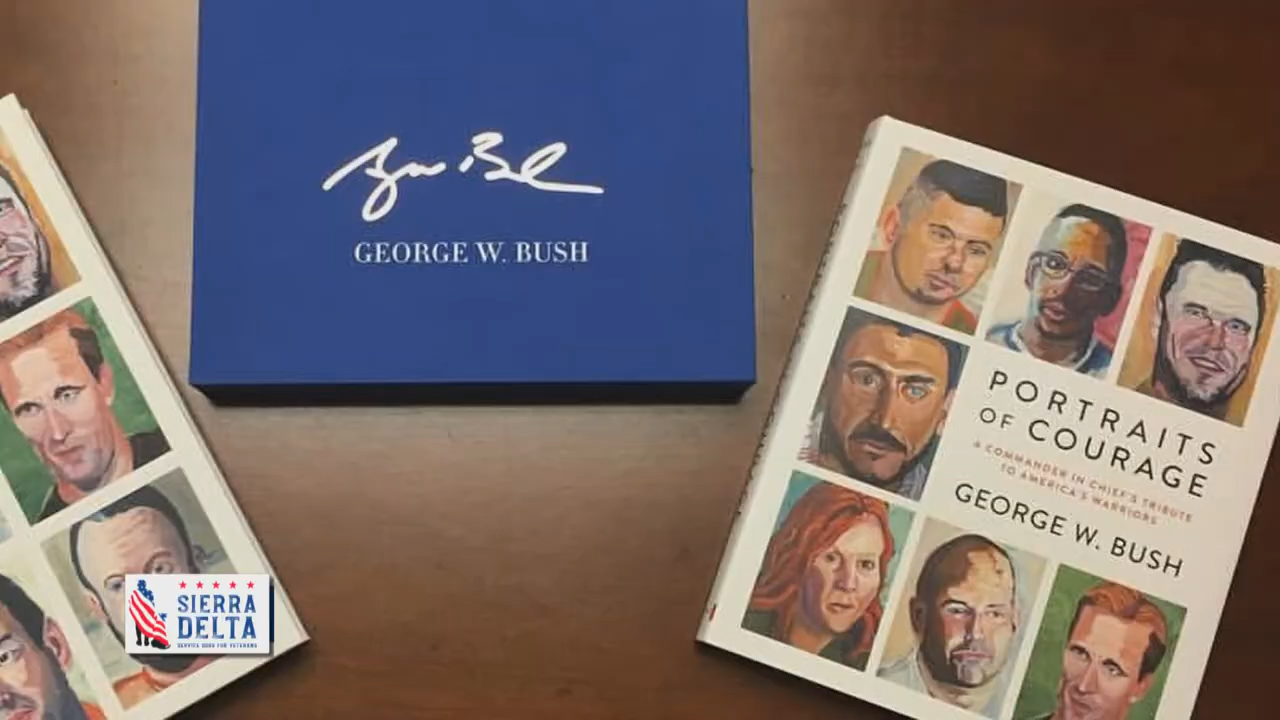 George Bush
GEORGE W. BUSH
PORTRAITS
OF COURAGE
A COMMANDER IN CHIEF'S TRIBUTE
TO AMERICA'S WARRIORS
GEORGE W. BUSH
SIERRA
DELTA
SERVICE DOGS FOR VETERANS